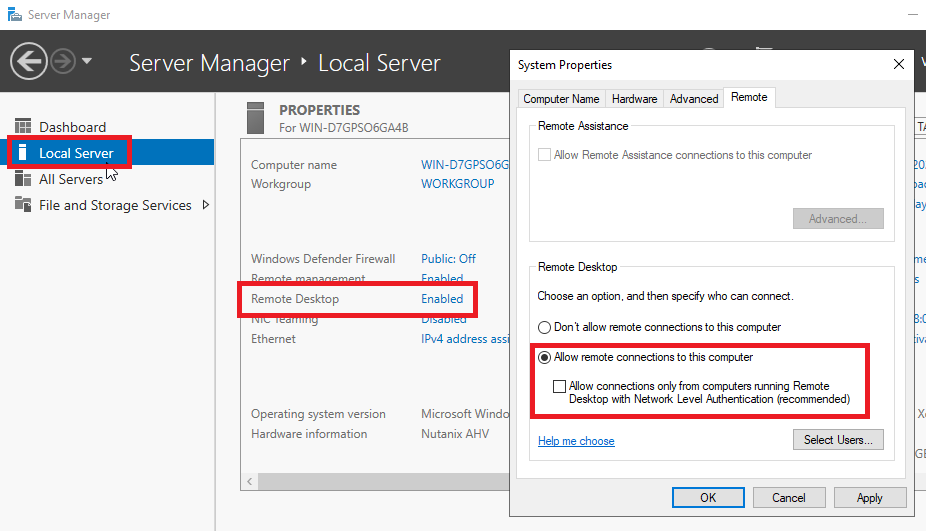 Server Manager
Server Manager • Local Server
Dashboard
Local Server
All Servers
File and Storage Services
PROPERTIES
For WIN-D7GPSO6GA4B
Computer name WIN-D7GPSO6G
Workgroup WORKGROUP
Windows Defender Firewall Public: Off
Remote management Enabled
Remote Desktop Enabled
NIC Teaming Disabled
Ethernet IPv4 address assi
Operating system version Microsoft Windo
Hardware information Nutanix AHV
System Properties
Computer Name Hardware Advanced Remote
Remote Assistance
Allow Remote Assistance connections to this computer
Advanced...
Remote Desktop
Choose an option, and then specify who can connect.
Don't allow remote connections to this computer
Allow remote connections to this computer
Allow connections only from computers running Remote
Desktop with Network Level Authentication (recommended)
Help me choose
Select Users...
OK Cancel Apply
TA